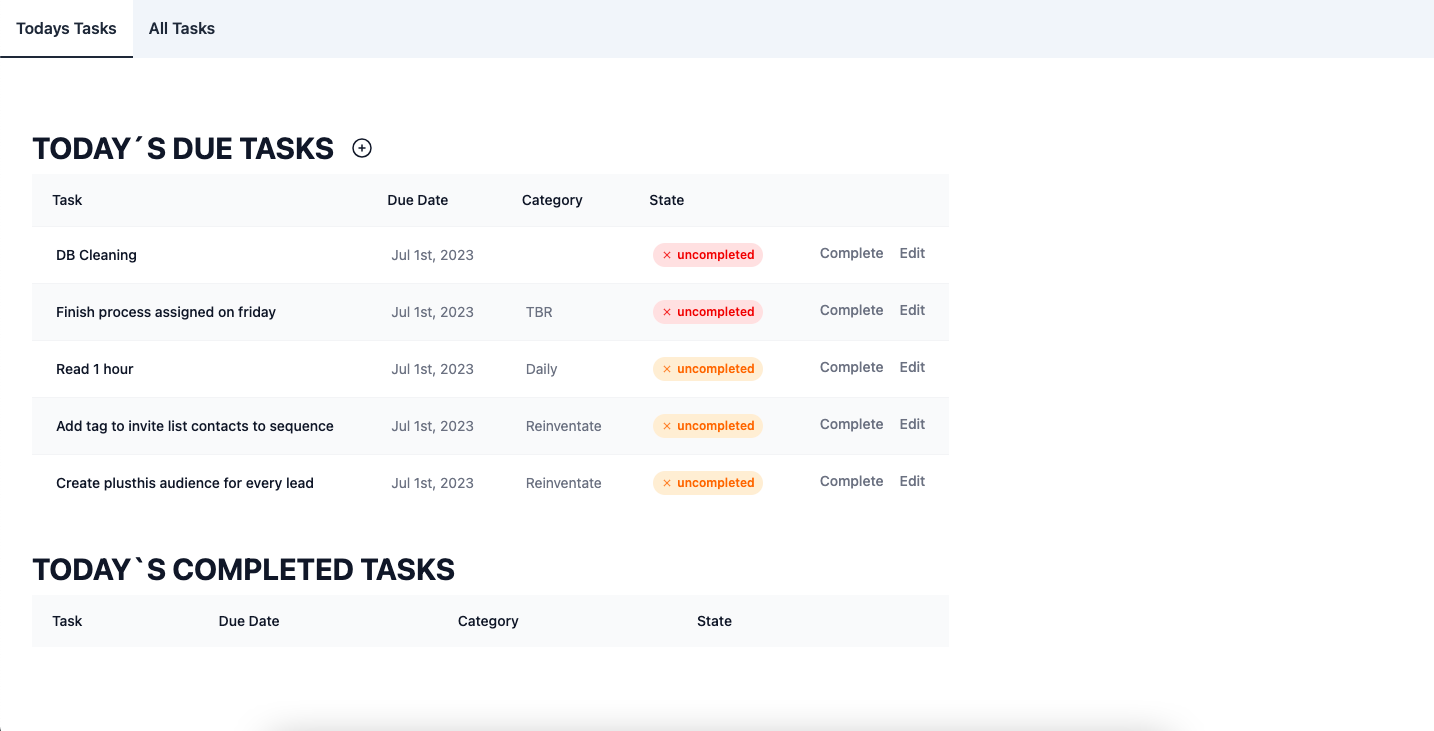 Todays Tasks All Tasks
TODAY´S DUE TASKS
Task Due Date Category State
DB Cleaning Jul 1st, 2023 uncompleted Complete Edit
Finish process assigned on friday Jul 1st, 2023 TBR uncompleted Complete Edit
Read 1 hour Jul 1st, 2023 Daily uncompleted Complete Edit
Add tag to invite list contacts to sequence Jul 1st, 2023 Reinventate uncompleted Complete Edit
Create plusthis audience for every lead Jul 1st, 2023 Reinventate uncompleted Complete Edit
TODAY`S COMPLETED TASKS
Task Due Date Category State